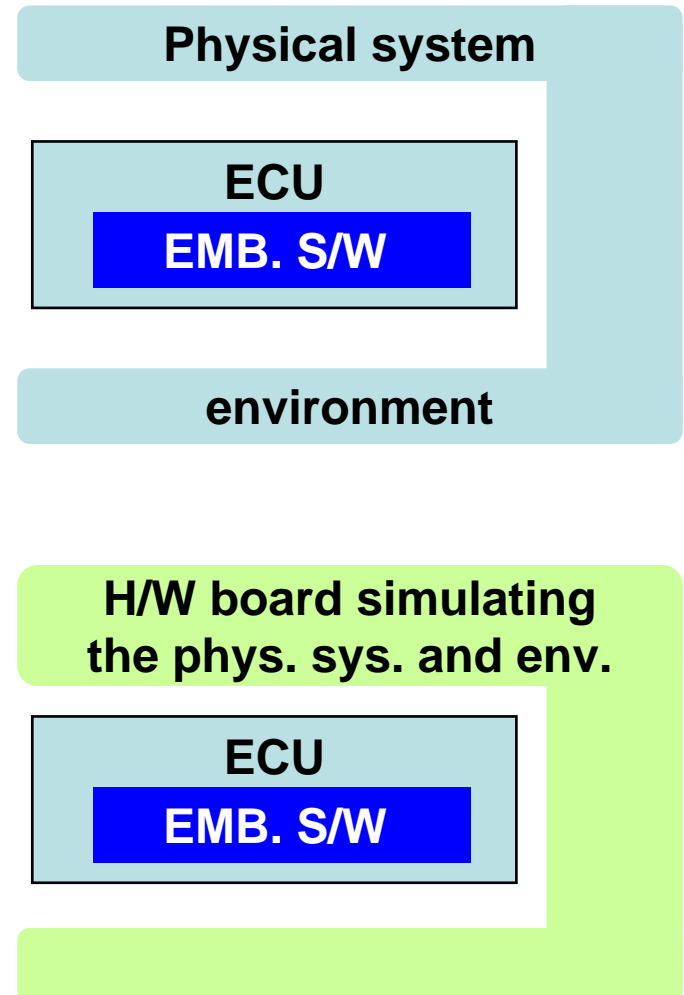 Physical system
ECU
EMB. S/W
environment
H/W board simulating
the phys. sys. and env.
ECU
EMB. S/W